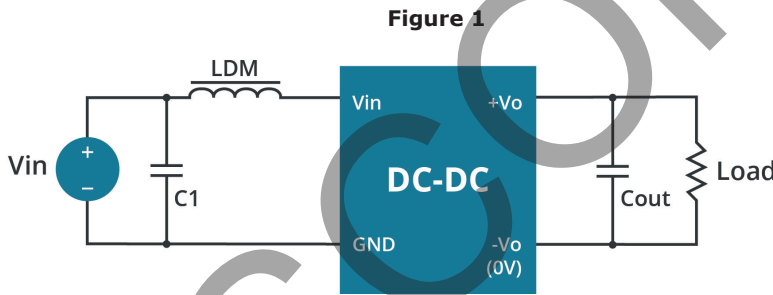 Figure 1
LDM
Vin
+Vo
+
Vin
−
C1
DC-DC
Cout
Load
GND
-Vo
(0V)